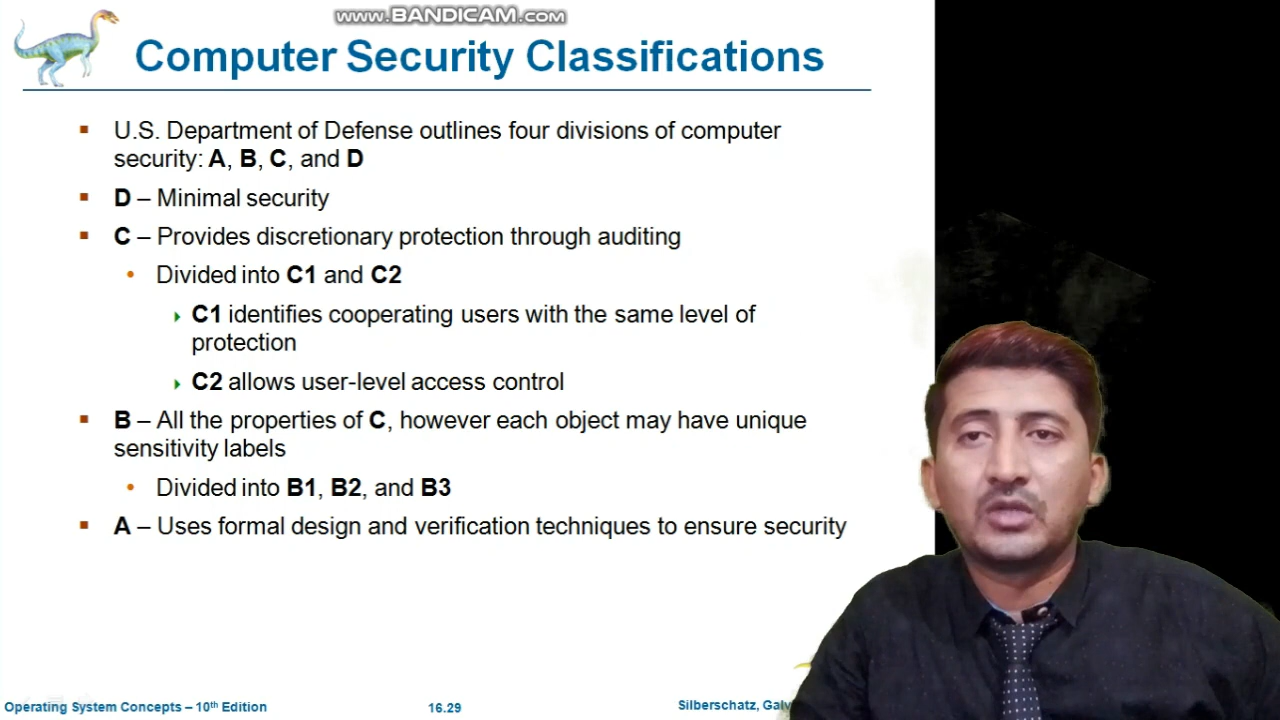 www.BANDICAM.com
Computer Security Classifications
▪ U.S. Department of Defense outlines four divisions of computer
security: A, B, C, and D
▪ D – Minimal security
▪ C – Provides discretionary protection through auditing
• Divided into C1 and C2
C1 identifies cooperating users with the same level of
protection
C2 allows user-level access control
▪ B – All the properties of C, however each object may have unique
sensitivity labels
• Divided into B1, B2, and B3
▪ A – Uses formal design and verification techniques to ensure security
Operating System Concepts – 10th Edition
16.29
Silberschatz,